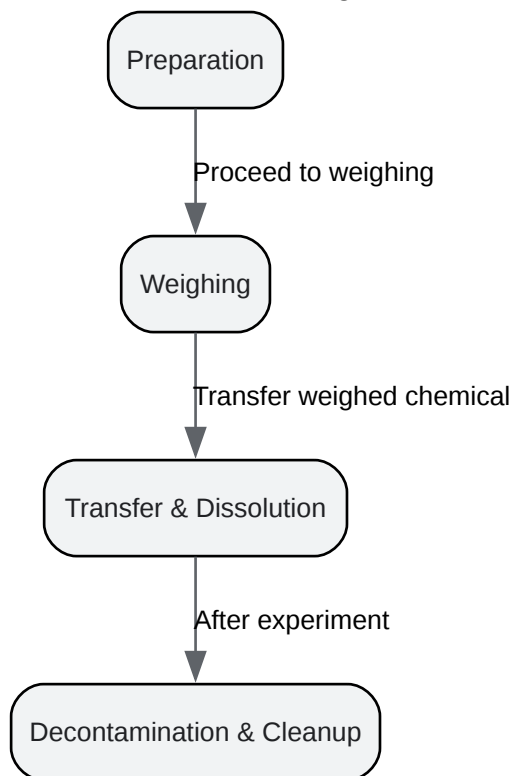 Preparation
Proceed to weighing
Weighing
Transfer weighed chemical
Transfer & Dissolution
After experiment
Decontamination & Cleanup